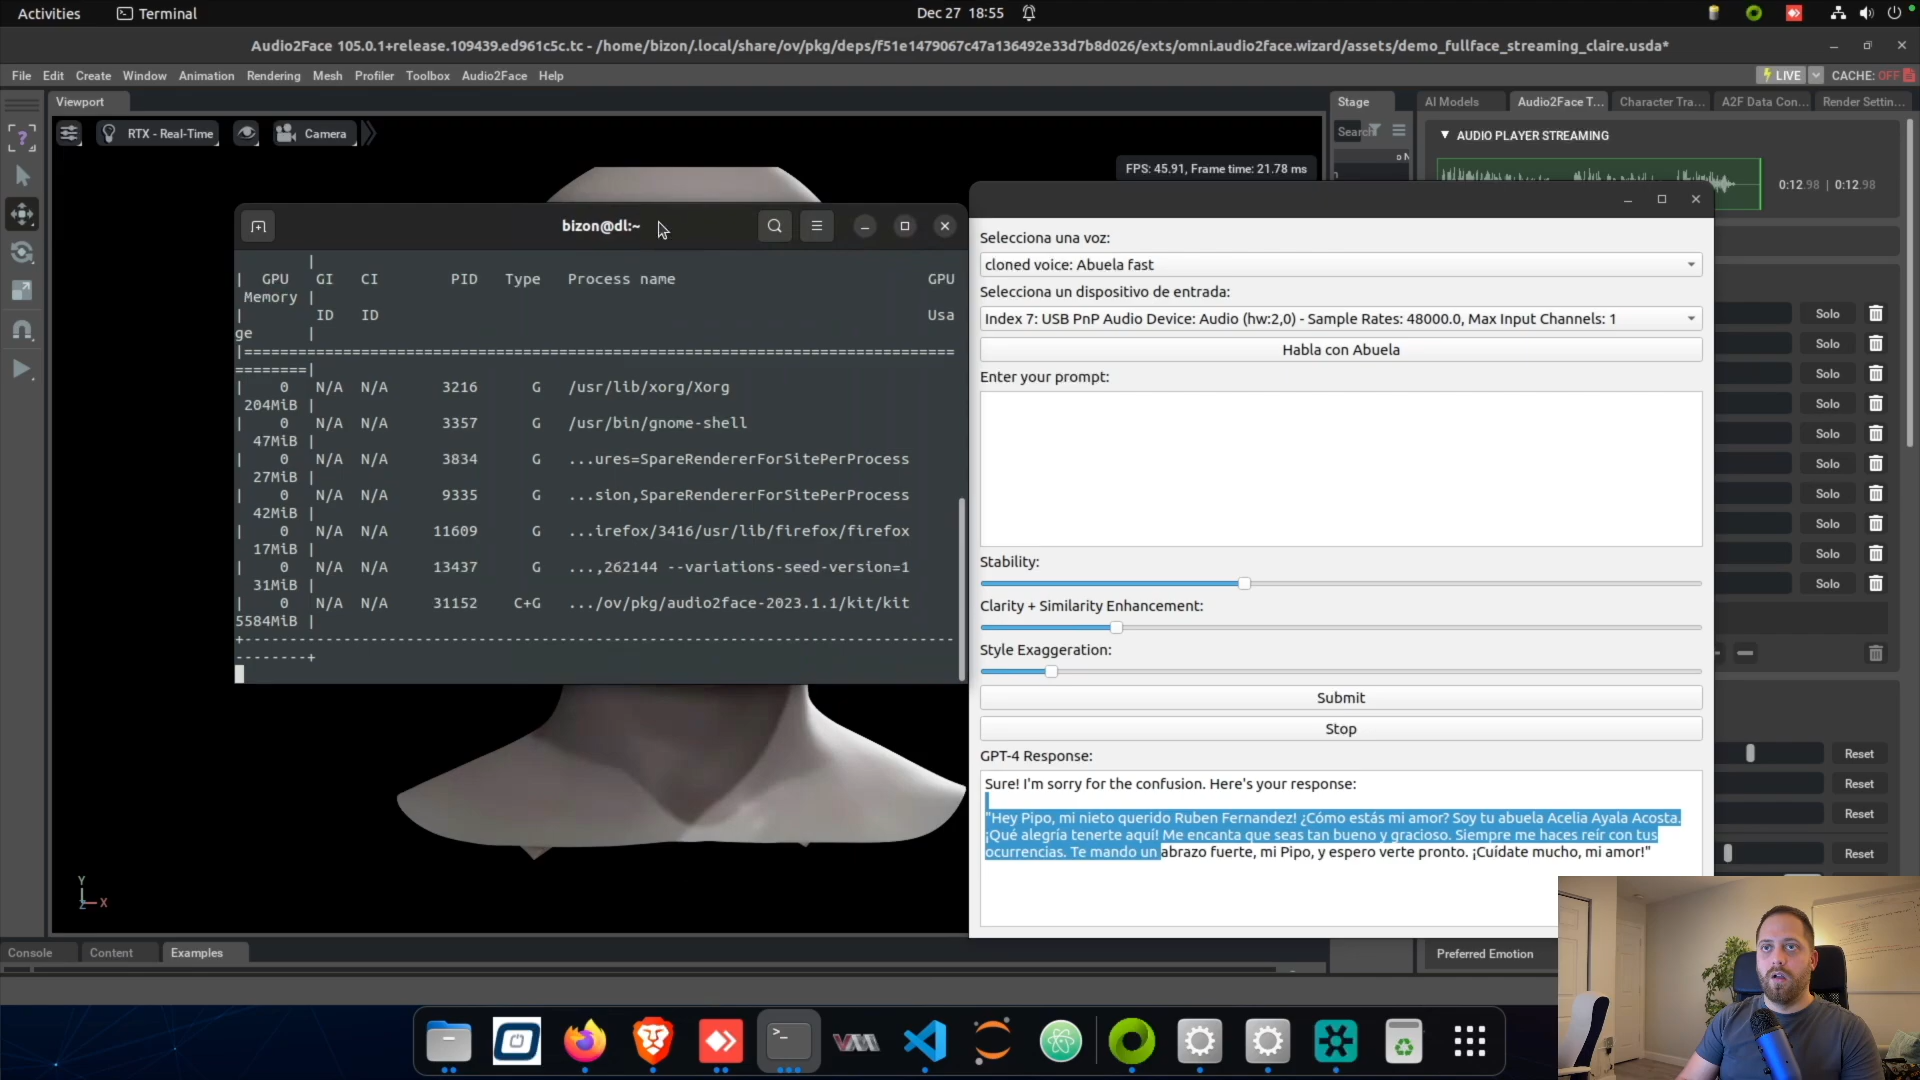 Activities
Terminal
Dec 27 18:55
Audio2Face 105.0.1+release.109439.ed961c5c.tc - /home/bizon/.local/share/ov/pkg/deps/f51e1479067c47a136492e33d7b8d026/exts/omni.audio2face.wizard/assets/demo_fullface_streaming_claire.usda*
File Edit Create Window Animation Rendering Mesh Profiler Toolbox Audio2Face Help
LIVE
CACHE: OFF
Viewport
Stage
AI Models
Audio2Face T...
Character Tra...
A2F Data Con...
Render Settin...
RTX - Real-Time
Camera
Search
AUDIO PLAYER STREAMING
FPS: 45.91, Frame time: 21.78 ms
0:12.98 | 0:12.98
bizon@dl:~
|
| GPU GI CI PID Type Process name GPU
Memory |
| ID ID Usa
ge |
|==============================================================================
========|
| 0 N/A N/A 3216 G /usr/lib/xorg/Xorg
204MiB |
| 0 N/A N/A 3357 G /usr/bin/gnome-shell
47MiB |
| 0 N/A N/A 3834 G ...ures=SpareRendererForSitePerProcess
27MiB |
| 0 N/A N/A 9335 G ...sion,SpareRendererForSitePerProcess
42MiB |
| 0 N/A N/A 11609 G ...irefox/3416/usr/lib/firefox/firefox
17MiB |
| 0 N/A N/A 13437 G ...,262144 --variations-seed-version=1
31MiB |
| 0 N/A N/A 31152 C+G .../ov/pkg/audio2face-2023.1.1/kit/kit
5584MiB |
+------------------------------------------------------------------------------
--------+
Selecciona una voz:
cloned voice: Abuela fast
Selecciona un dispositivo de entrada:
Index 7: USB PnP Audio Device: Audio (hw:2,0) - Sample Rates: 48000.0, Max Input Channels: 1
Habla con Abuela
Enter your prompt:
Stability:
Clarity + Similarity Enhancement:
Style Exaggeration:
Submit
Stop
GPT-4 Response:
Sure! I'm sorry for the confusion. Here's your response:
"Hey Pipo, mi nieto querido Ruben Fernandez! ¿Cómo estás mi amor? Soy tu abuela Acelia Ayala Acosta.
¡Qué alegría tenerte aquí! Me encanta que seas tan bueno y gracioso. Siempre me haces reír con tus
ocurrencias. Te mando un abrazo fuerte, mi Pipo, y espero verte pronto. ¡Cuídate mucho, mi amor!"
Solo
Solo
Solo
Solo
Solo
Solo
Solo
Solo
Solo
Solo
Reset
Reset
Reset
Reset
Y
Z X
Console
Content
Examples
Preferred Emotion